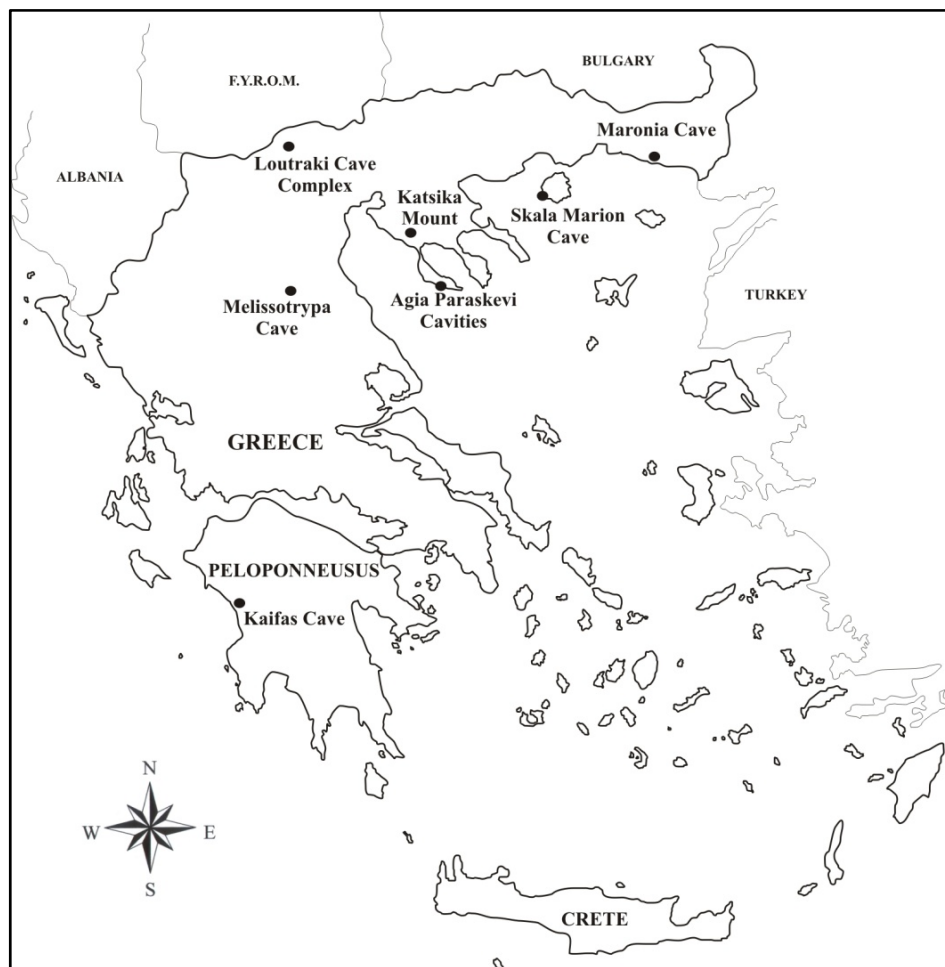 BULGARY
F.Y.R.O.M.
Maronia Cave
Loutraki Cave
Complex
ALBANIA
Katsika
Mount
Skala Marion
Cave
TURKEY
Melissotrypa
Cave
Agia Paraskevi
Cavities
GREECE
PELOPONNEUSUS
Kaifas Cave
N
W
E
S
CRETE